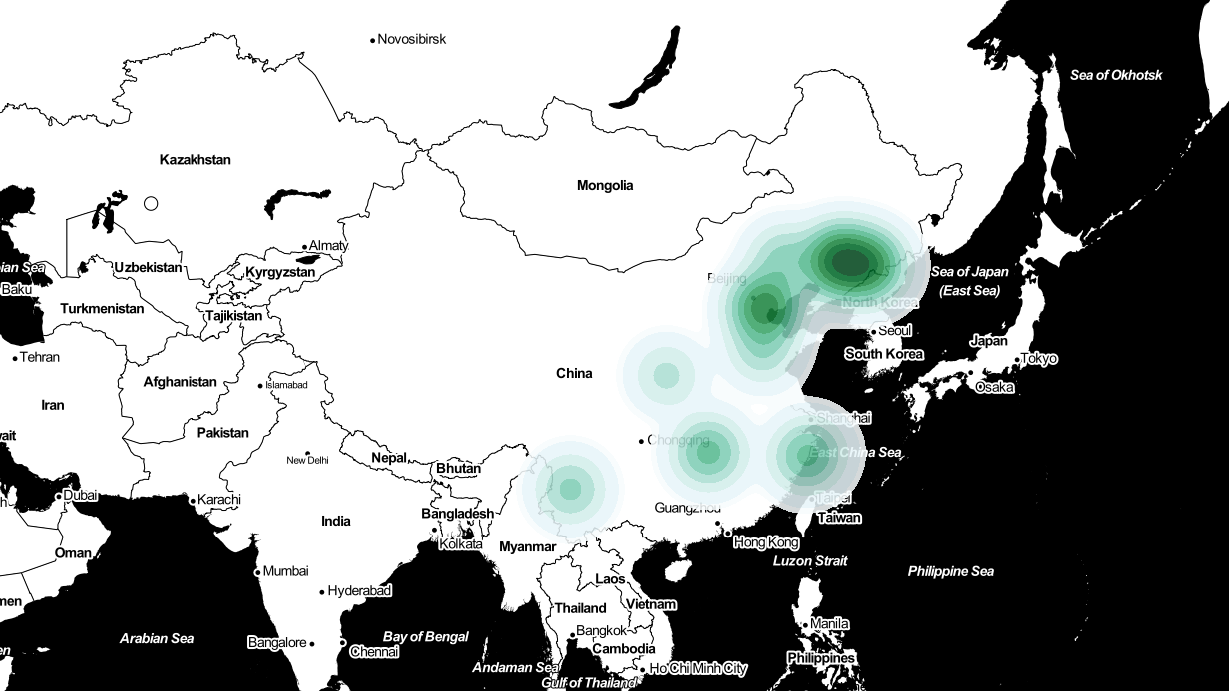 Novosibirsk
Sea of Okhotsk
Kazakhstan
Mongolia
Almaty
Uzbekistan
Kyrgyzstan
ian Sea
Baku
Beijing
Sea of Japan
(East Sea)
Turkmenistan
Tajikistan
North Korea
Seoul
Japan
South Korea
Tokyo
Tehran
China
Afghanistan
Islamabad
Osaka
Iran
Pakistan
Shanghai
wait
Chongqing
East China Sea
New Delhi
Nepal
Bhutan
Dubai
Karachi
Taipei
Guangzhou
Taiwan
Bangladesh
India
Kolkata
Hong Kong
Oman
Myanmar
Luzon Strait
Philippine Sea
Mumbai
Laos
Hyderabad
men
Thailand
Vietnam
Manila
Arabian Sea
Bay of Bengal
Bangkok
Bangalore
Chennai
Cambodia
Philippines
en
Andaman Sea
Ho Chi Minh City
Gulf of Thailand